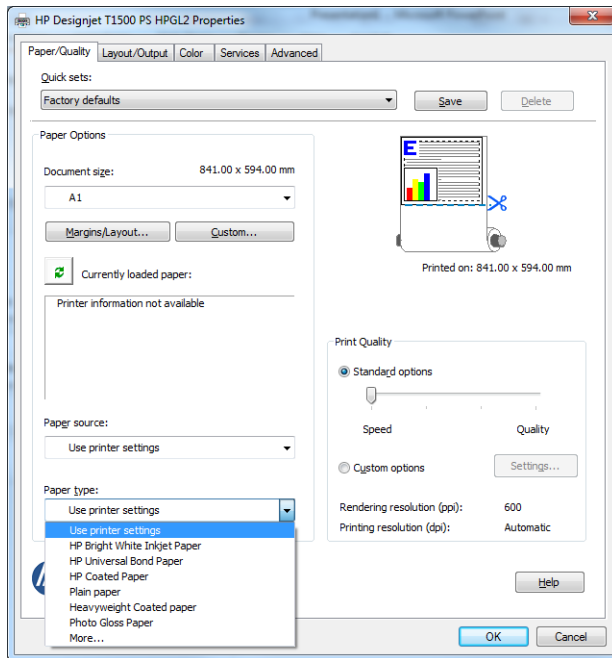 HP Designjet T1500 PS HPGL2 Properties
Paper/Quality Layout/Output Color Services Advanced
Quick sets:
Factory defaults
Save Delete
Paper Options
Document size: 841.00 x 594.00 mm
A1
Margins/Layout... Custom...
Currently loaded paper:
Printer information not available
E
Printed on: 841.00 x 594.00 mm
Paper source:
Use printer settings
Paper type:
Use printer settings
Use printer settings
HP Bright White Inkjet Paper
HP Universal Bond Paper
HP Coated Paper
Plain paper
Heavyweight Coated paper
Photo Gloss Paper
More...
Print Quality
Standard options
Speed Quality
Custom options Settings...
Rendering resolution (ppi): 600
Printing resolution (dpi): Automatic
Help
OK Cancel